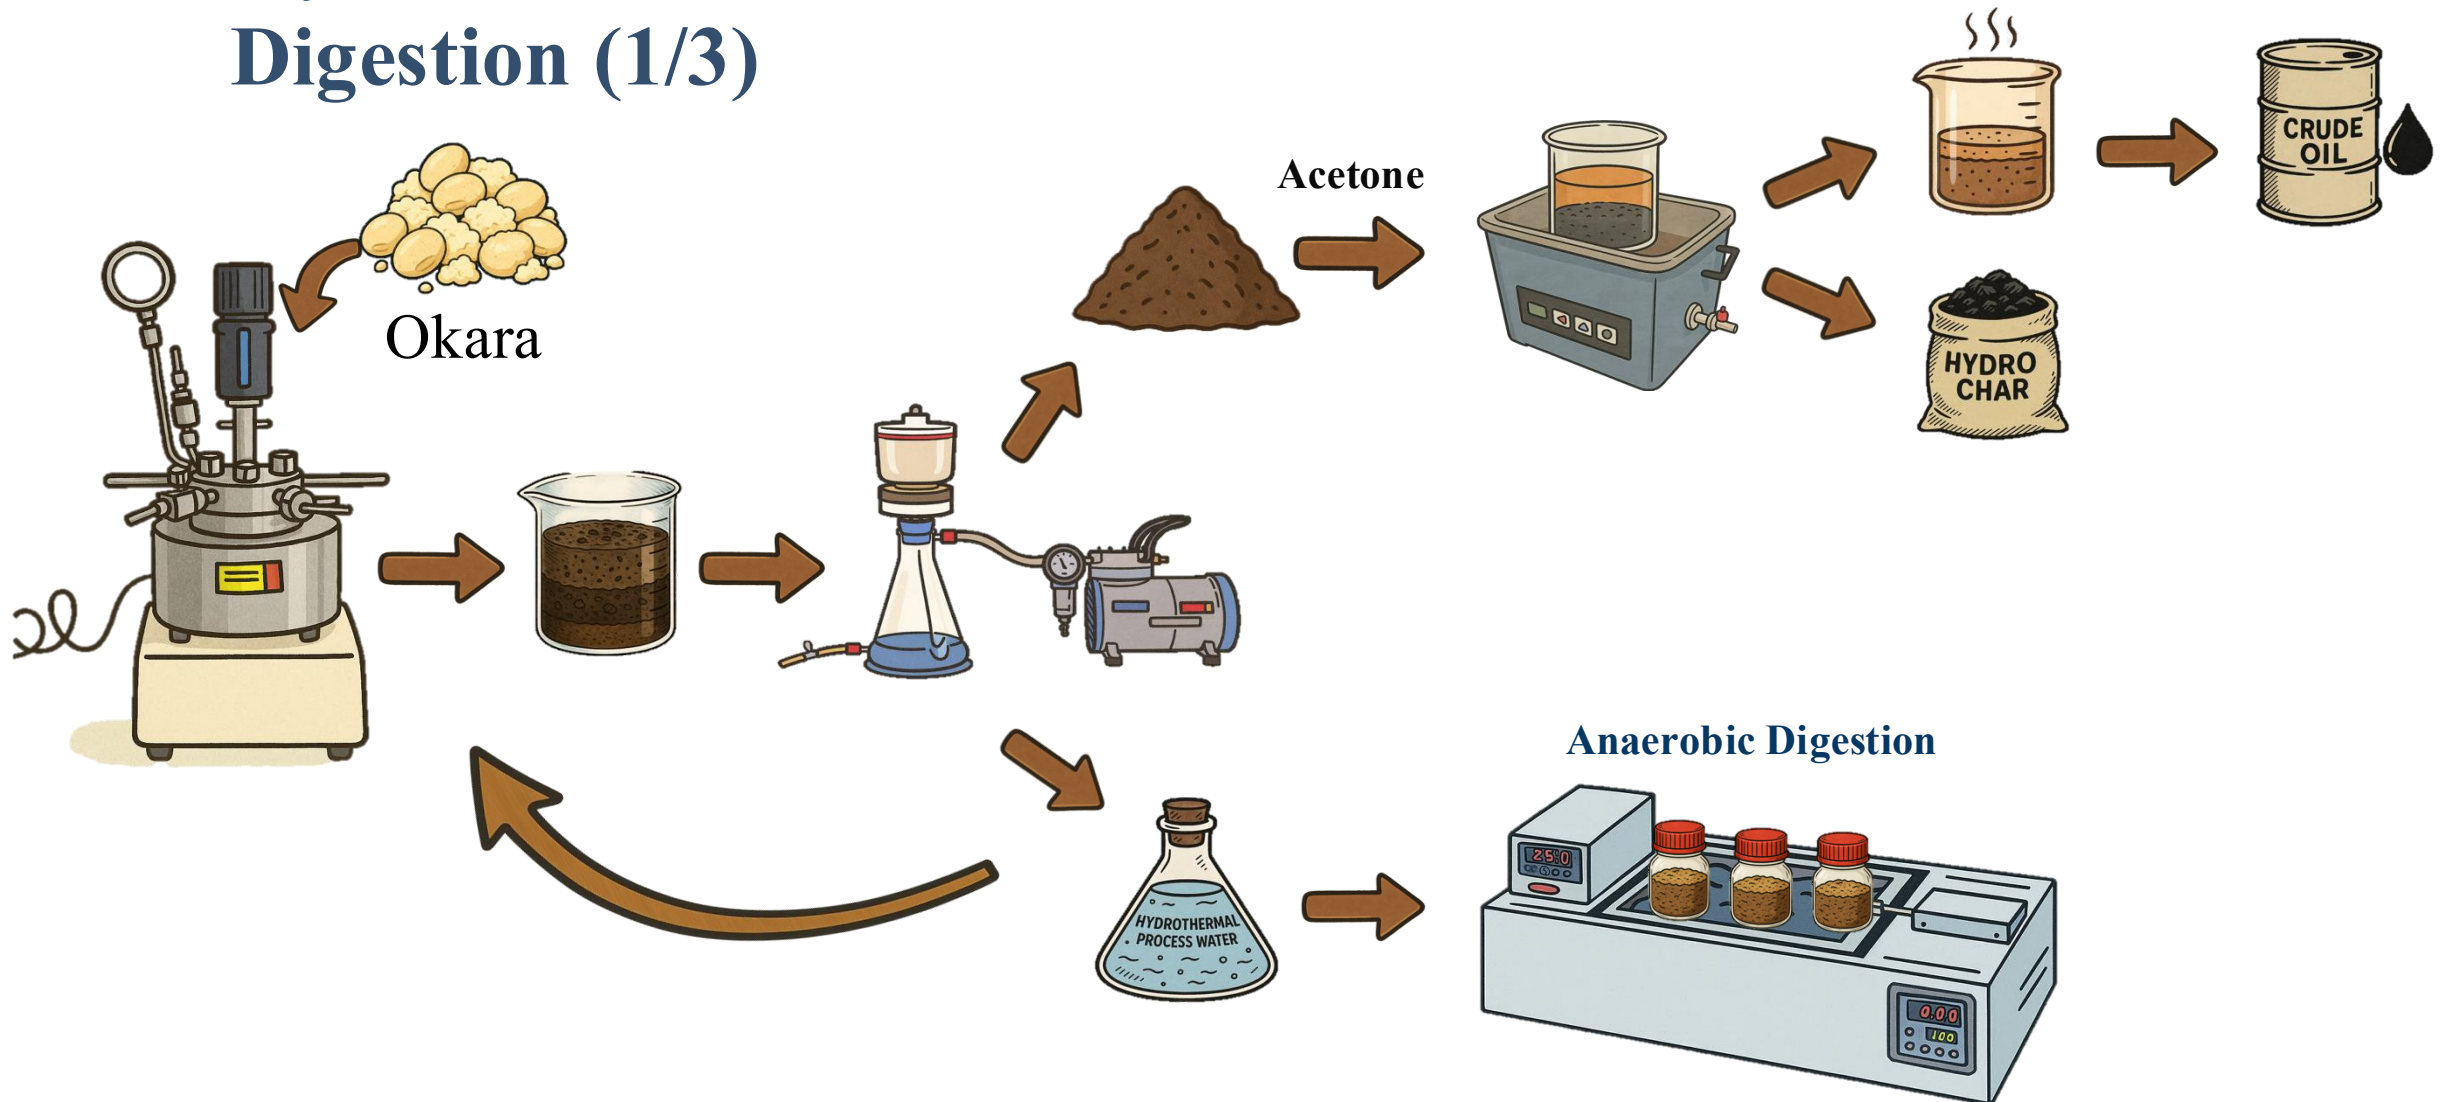 Digestion (1/3)
Okara
Acetone
CRUDE
OIL
HYDRO
CHAR
Anaerobic Digestion
HYDROTHERMAL
PROCESS WATER
25.0
0.00
100